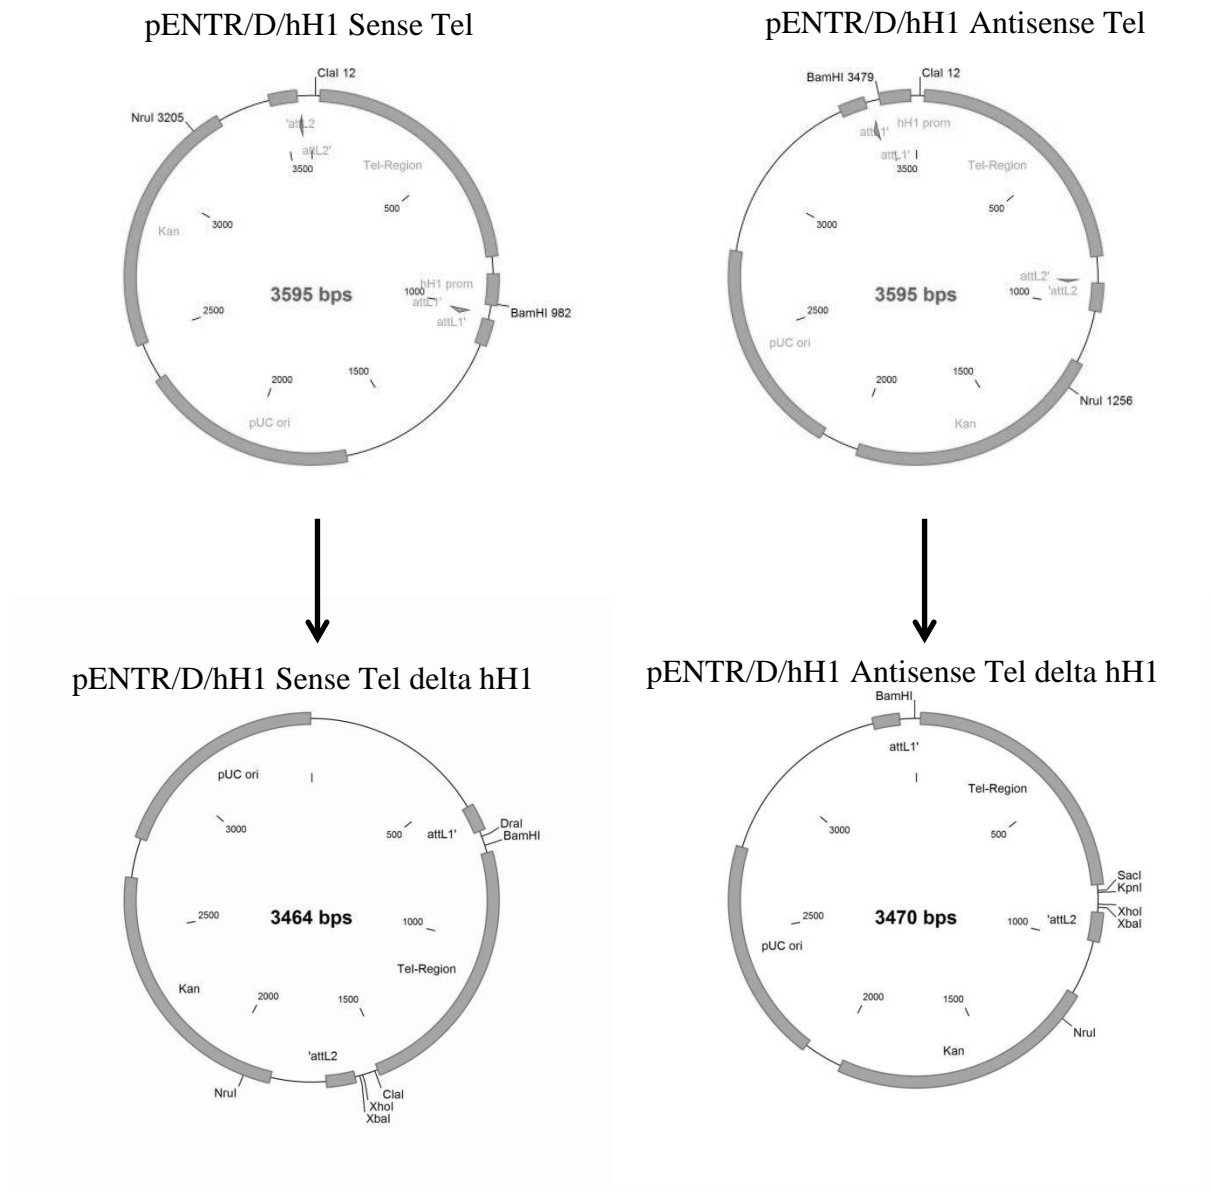 pENTR/D/hH1 Sense Tel
ClaI 12
NruI 3205
'attL2
attL2'
3500
Tel-Region
500
3000
Kan
hH1 prom
1000
attL1'
attL1'
BamHI 982
3595 bps
2500
2000
1500
pUC ori
pENTR/D/hH1 Antisense Tel
BamHI 3479
ClaI 12
hH1 prom
attL1'
attL1'
3500
Tel-Region
500
3000
attL2'
1000
'attL2
3595 bps
2500
pUC ori
2000
1500
NruI 1256
Kan
pENTR/D/hH1 Sense Tel delta hH1
pUC ori
3000
500
attL1'
DraI
BamHI
2500
3464 bps
1000
Tel-Region
Kan
2000
1500
'attL2
NruI
ClaI
XhoI
XbaI
pENTR/D/hH1 Antisense Tel delta hH1
BamHI
attL1'
Tel-Region
3000
500
SacI
KpnI
XhoI
XbaI
2500
3470 bps
1000
'attL2
pUC ori
2000
1500
NruI
Kan